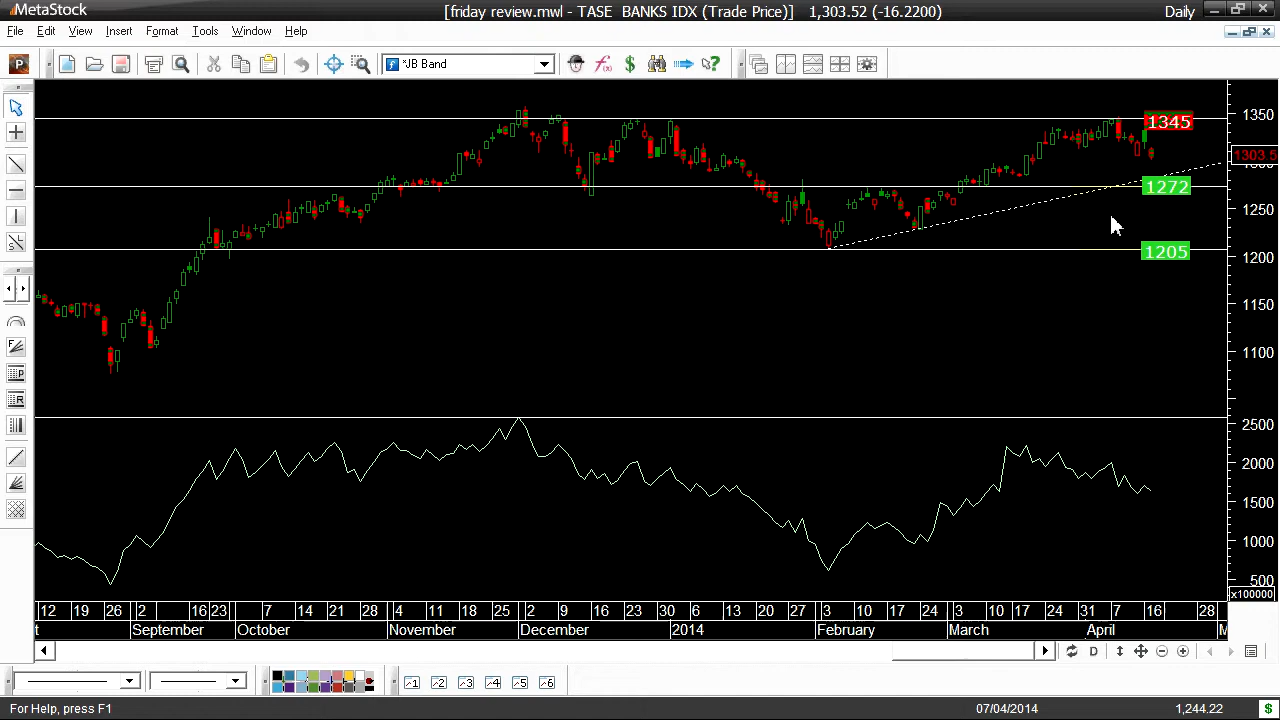 MetaStock [friday review.mwl - TASE BANKS IDX (Trade Price)] 1,303.52 (-16.2200) Daily
File Edit View Insert Format Tools Window Help
P *JB Band
1350
1345
1303.5
1300
1272
1250
1205
1200
1150
1100
2500
2000
1500
1000
500
x100000
12 19 26 2 16 23 7 14 21 28 4 11 18 25 2 9 16 23 30 6 13 20 27 3 10 17 24 3 10 17 24 31 7 16 28
t September October November December 2014 February March April M
For Help, press F1 07/04/2014 1,244.22 $